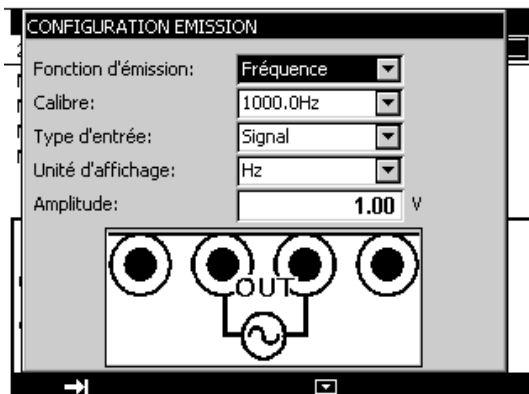 CONFIGURATION EMISSION
Fonction d'émission: Fréquence
Calibre: 1000.0Hz
Type d'entrée: Signal
Unité d'affichage: Hz
Amplitude: 1.00 V
OUT